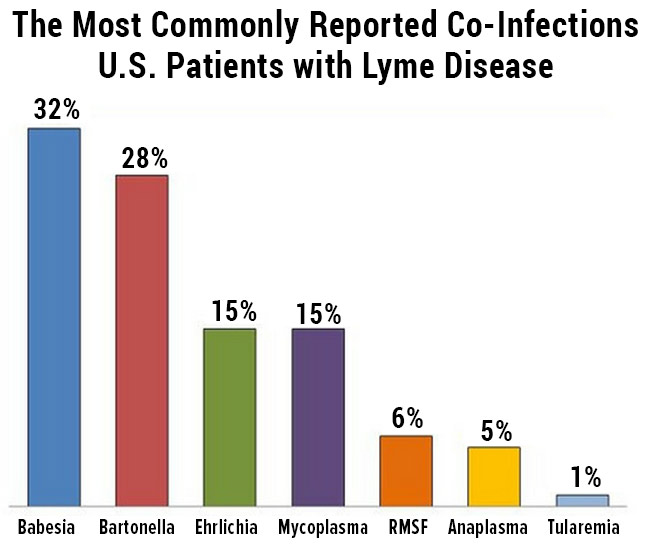 The Most Commonly Reported Co-Infections
U.S. Patients with Lyme Disease
32%
28%
15%
15%
6%
5%
1%
Babesia
Bartonella
Ehrlichia
Mycoplasma
RMSF
Anaplasma
Tularemia